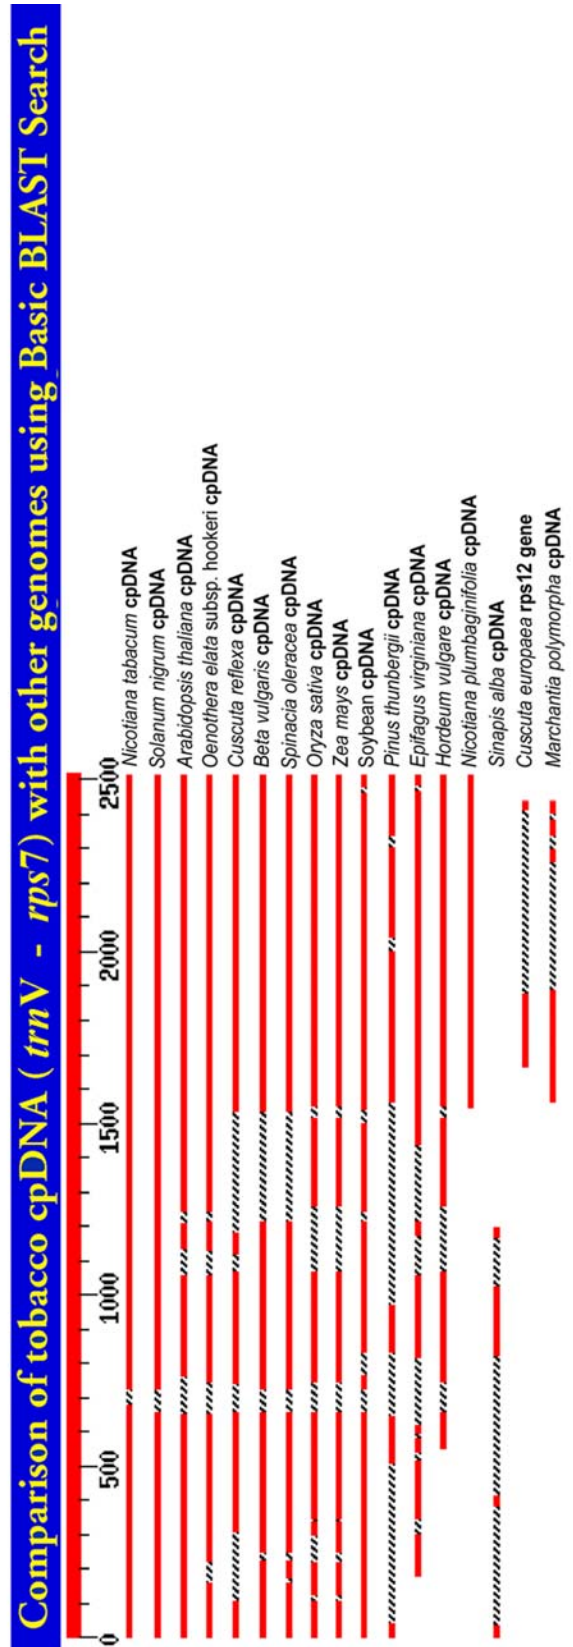 Comparison of tobacco cpDNA ( trnV - rps7) with other genomes using Basic BLAST Search
0 500 1000 1500 2000 2500
Nicotiana tabacum cpDNA
Solanum nigrum cpDNA
Arabidopsis thaliana cpDNA
Oenothera elata subsp. hookeri cpDNA
Cuscuta reflexa cpDNA
Beta vulgaris cpDNA
Spinacia oleracea cpDNA
Oryza sativa cpDNA
Zea mays cpDNA
Soybean cpDNA
Pinus thunbergii cpDNA
Epifagus virginiana cpDNA
Hordeum vulgare cpDNA
Nicotiana plumbaginifolia cpDNA
Sinapis alba cpDNA
Cuscuta europaea rps12 gene
Marchantia polymorpha cpDNA